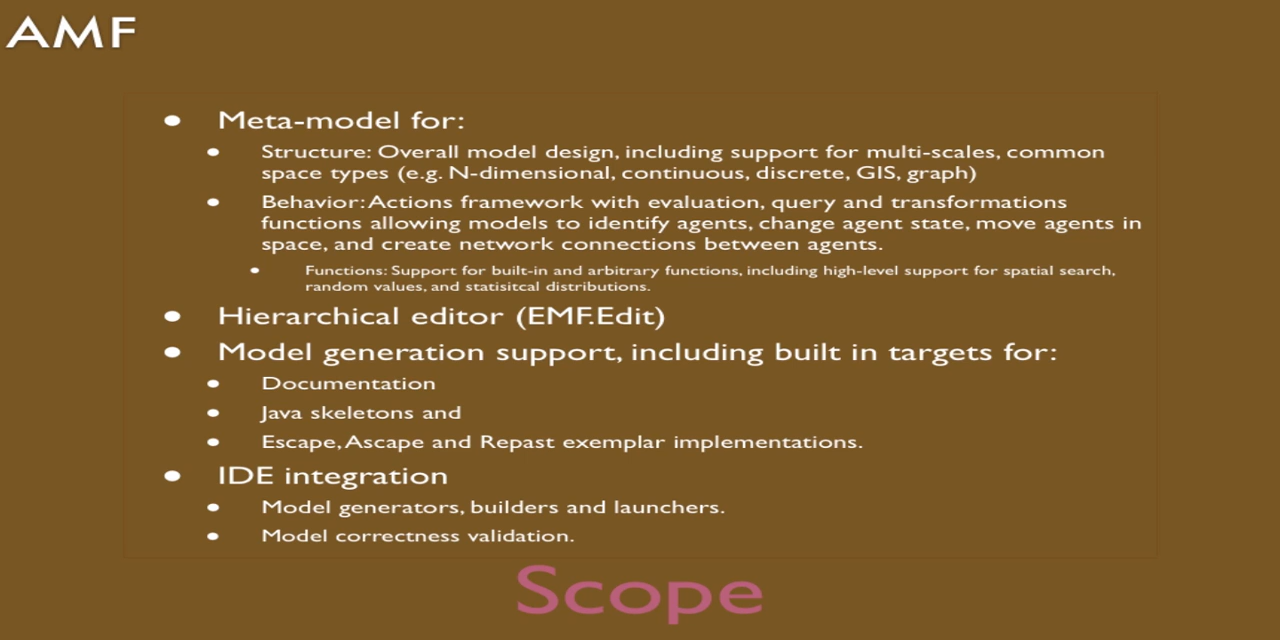 AMF
• Meta-model for:
• Structure: Overall model design, including support for multi-scales, common
space types (e.g. N-dimensional, continuous, discrete, GIS, graph)
• Behavior: Actions framework with evaluation, query and transformations
functions allowing models to identify agents, change agent state, move agents in
space, and create network connections between agents.
• Functions: Support for built-in and arbitrary functions, including high-level support for spatial search,
random values, and statisitcal distributions.
• Hierarchical editor (EMF.Edit)
• Model generation support, including built in targets for:
• Documentation
• Java skeletons and
• Escape, Ascape and Repast exemplar implementations.
• IDE integration
• Model generators, builders and launchers.
• Model correctness validation.
Scope